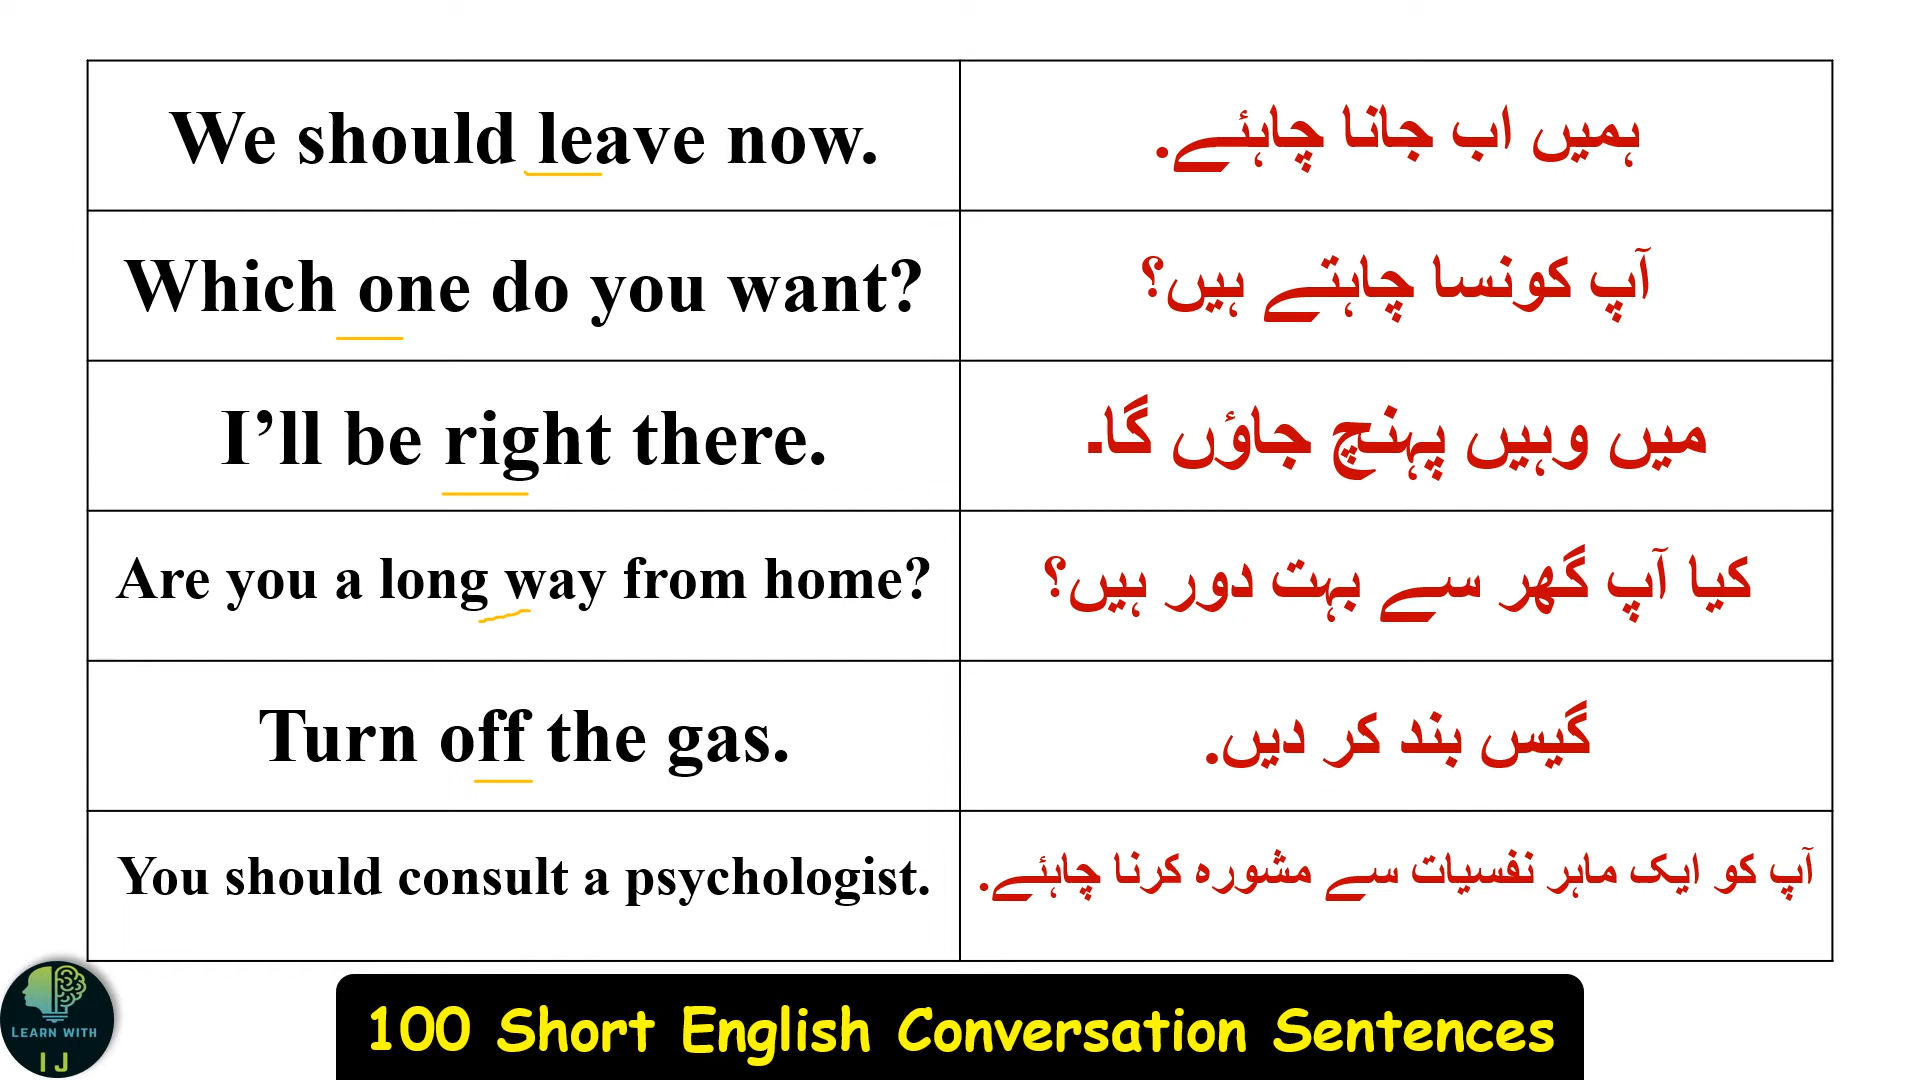 We should leave now.
ہمیں اب جانا چاہئے.
Which one do you want?
آپ کونسا چاہتے ہیں؟
I’ll be right there.
میں وہیں پہنچ جاؤں گا۔
Are you a long way from home?
کیا آپ گھر سے بہت دور ہیں؟
Turn off the gas.
گیس بند کر دیں.
You should consult a psychologist.
آپ کو ایک ماہر نفسیات سے مشورہ کرنا چاہئے.
LEARN WITH
I J
100 Short English Conversation Sentences